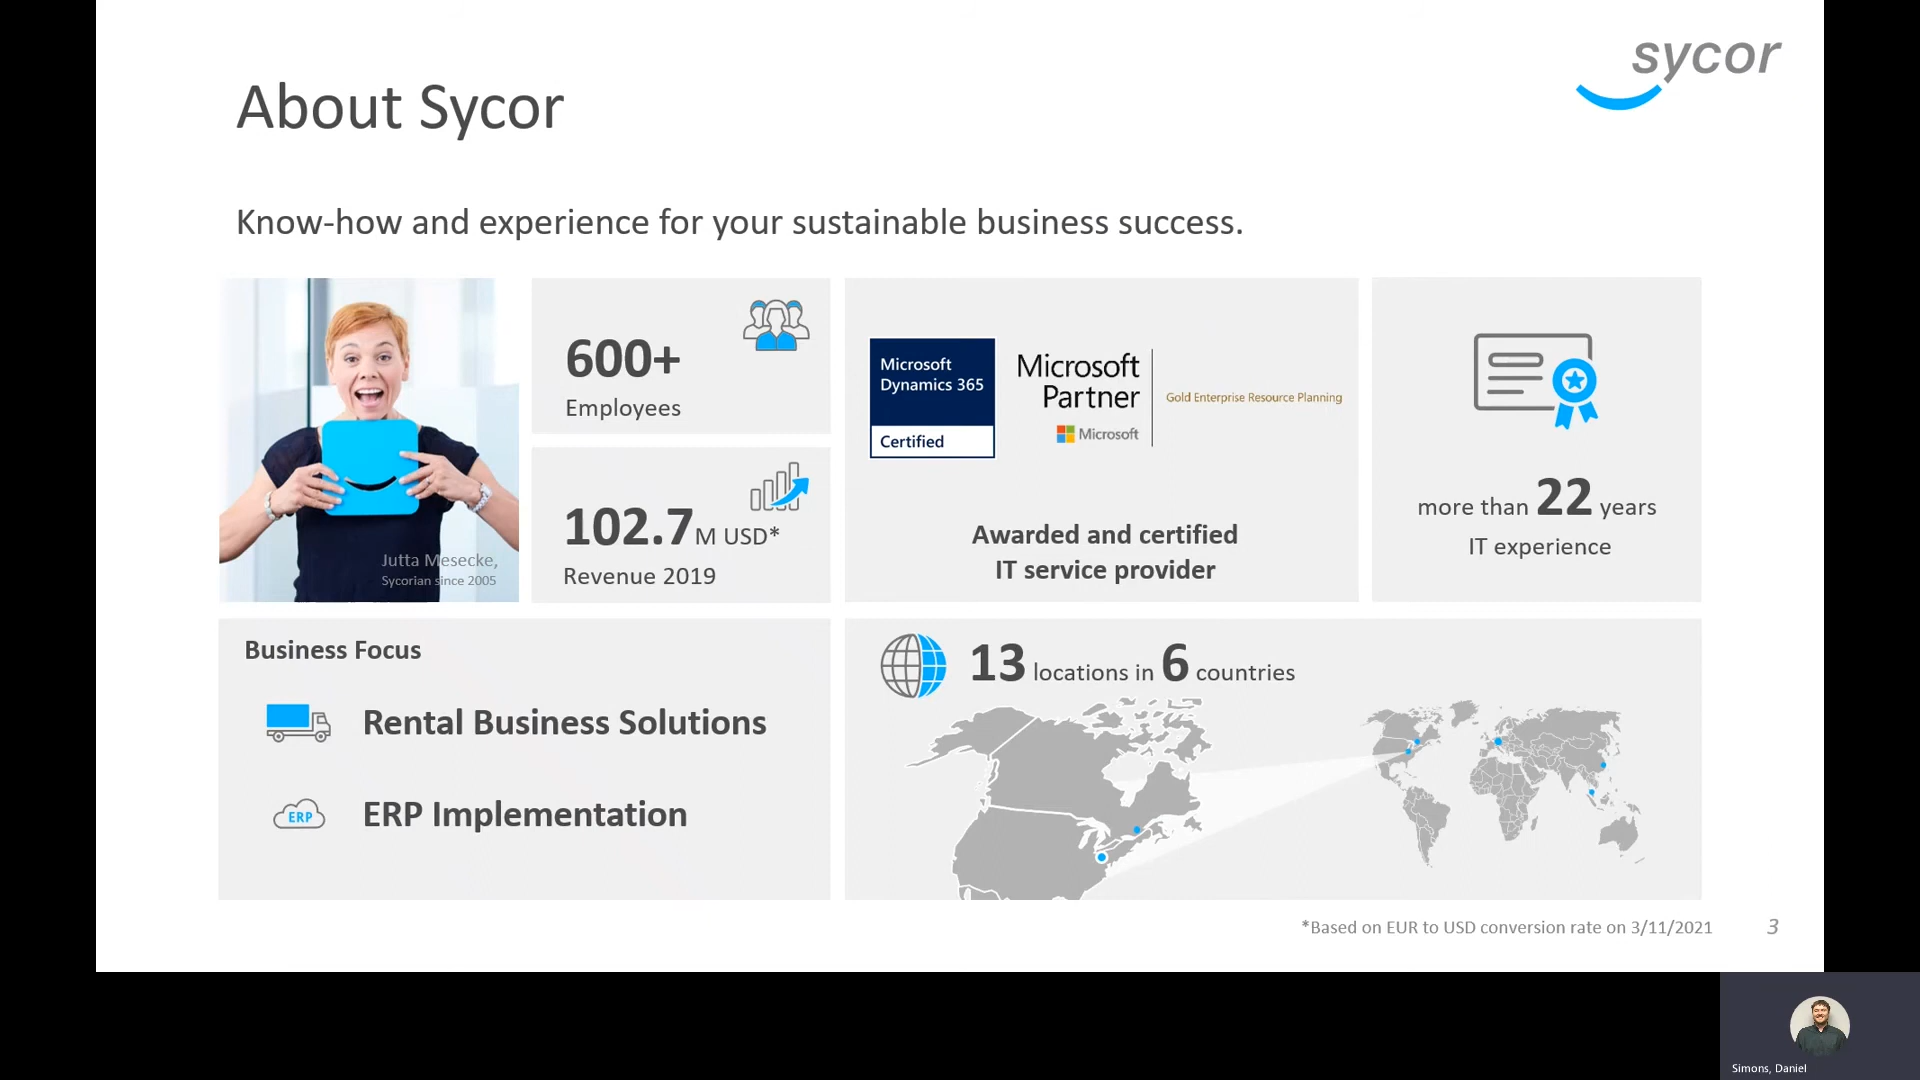 sycor
About Sycor
Know-how and experience for your sustainable business success.
Jutta Mesecke,
Sycorian since 2005
600+
Employees
102.7M USD*
Revenue 2019
Microsoft
Dynamics 365
Certified
Microsoft
Partner
Microsoft
Gold Enterprise Resource Planning
Awarded and certified
IT service provider
more than 22 years
IT experience
Business Focus
Rental Business Solutions
ERP
ERP Implementation
13 locations in 6 countries
*Based on EUR to USD conversion rate on 3/11/2021
3
Simons, Daniel